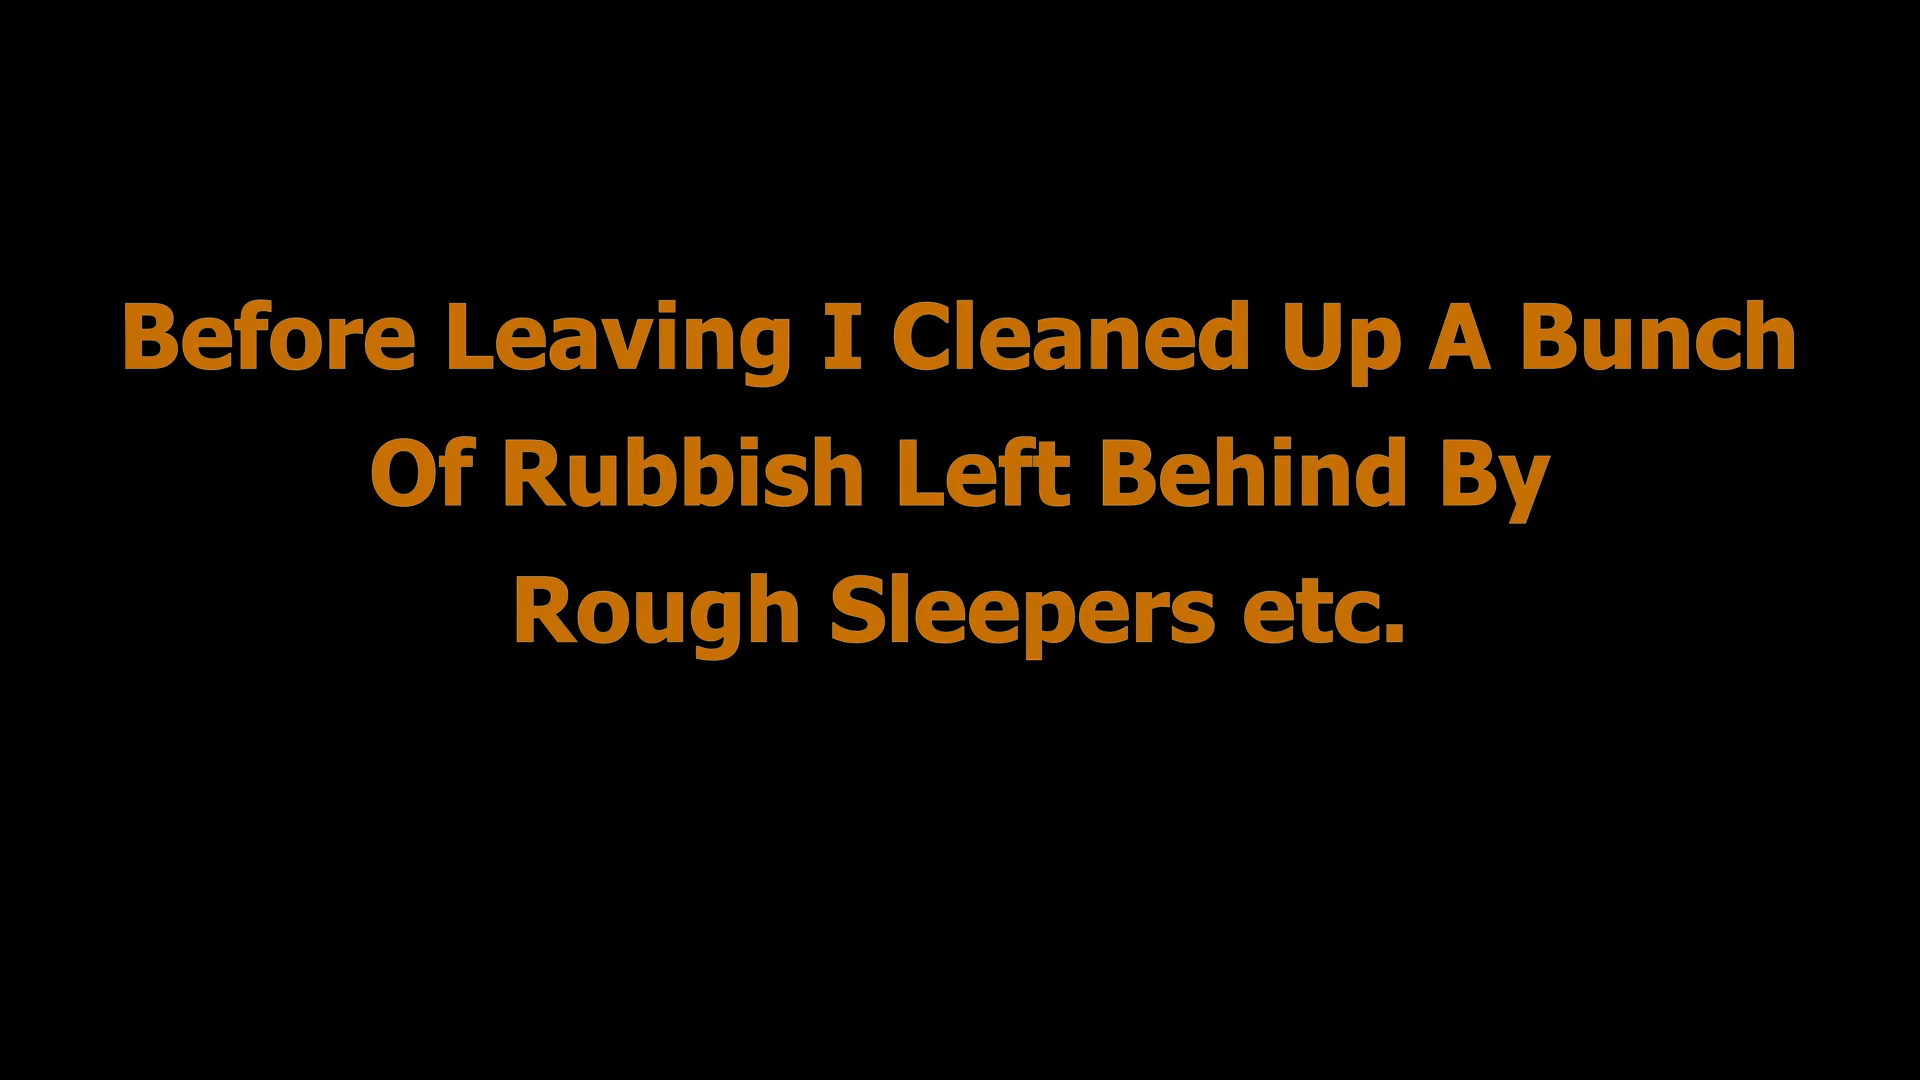 Before Leaving I Cleaned Up A Bunch
Of Rubbish Left Behind By
Rough Sleepers etc.